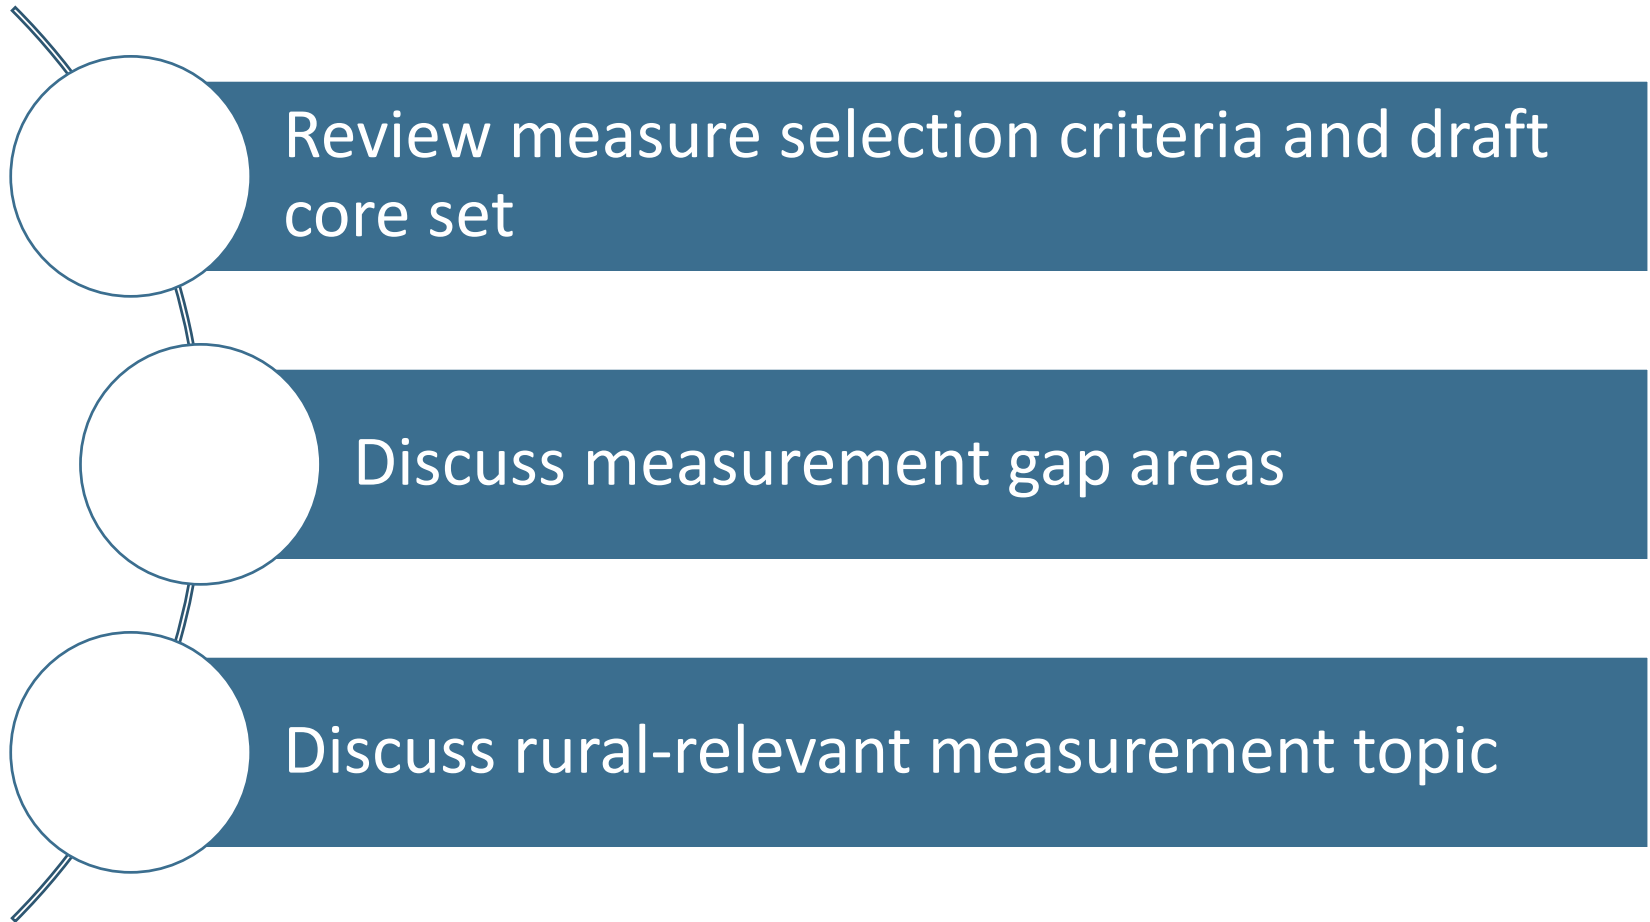 Review measure selection criteria and draft
core set
Discuss measurement gap areas
Discuss rural-relevant measurement topic